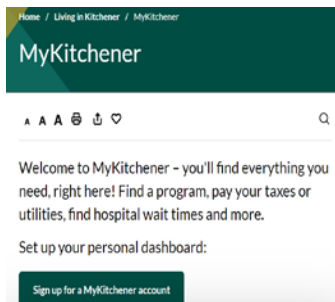 Home / Living in Kitchener / MyKitchener
MyKitchener
A A A
Welcome to MyKitchener – you'll find everything you
need, right here! Find a program, pay your taxes or
utilities, find hospital wait times and more.
Set up your personal dashboard:
Sign up for a MyKitchener account